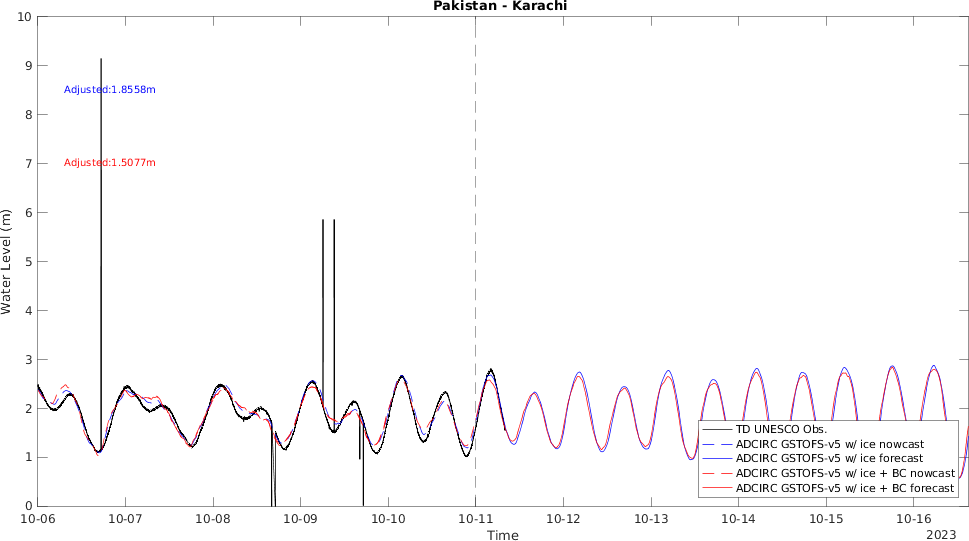 Pakistan - Karachi
10
9
8
7
6
5
4
3
2
1
0
Water Level (m)
Adjusted:1.8558m
Adjusted:1.5077m
TD UNESCO Obs.
ADCIRC GSTOFS-v5 w/ ice nowcast
ADCIRC GSTOFS-v5 w/ ice forecast
ADCIRC GSTOFS-v5 w/ ice + BC nowcast
ADCIRC GSTOFS-v5 w/ ice + BC forecast
10-06 10-07 10-08 10-09 10-10 10-11 10-12 10-13 10-14 10-15 10-16
Time
2023